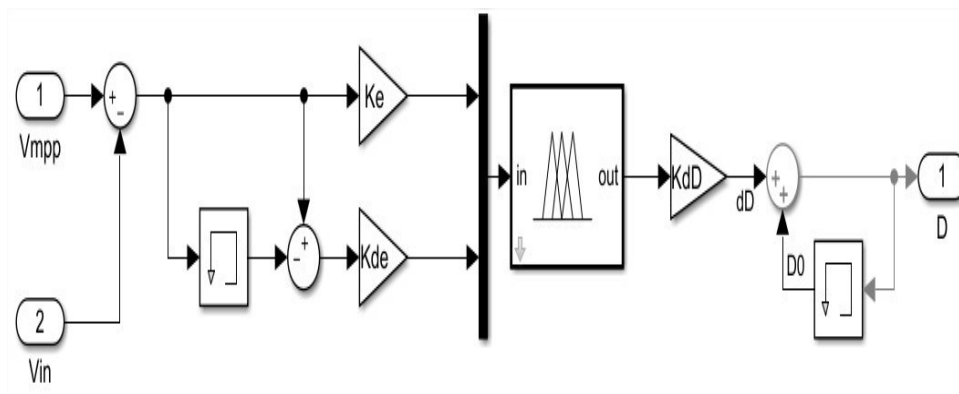 1
Vmpp
+
−
Ke
+
−
Kde
2
Vin
in
out
KdD
dD
+
+
D0
1
D